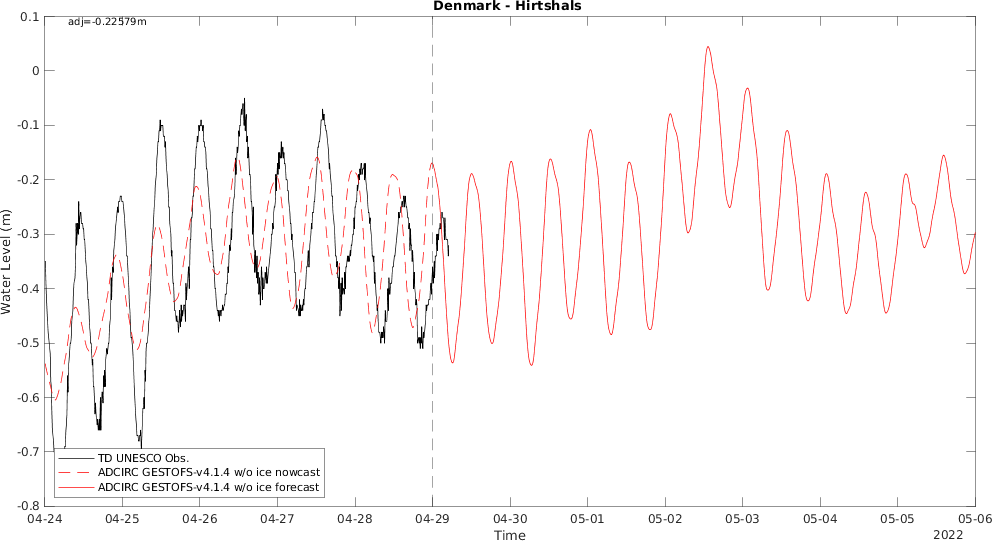 Denmark - Hirtshals
adj=-0.22579m
0.1
0
-0.1
-0.2
-0.3
-0.4
-0.5
-0.6
-0.7
-0.8
Water Level (m)
TD UNESCO Obs.
ADCIRC GESTOFS-v4.1.4 w/o ice nowcast
ADCIRC GESTOFS-v4.1.4 w/o ice forecast
04-24 04-25 04-26 04-27 04-28 04-29 04-30 05-01 05-02 05-03 05-04 05-05 05-06
Time
2022